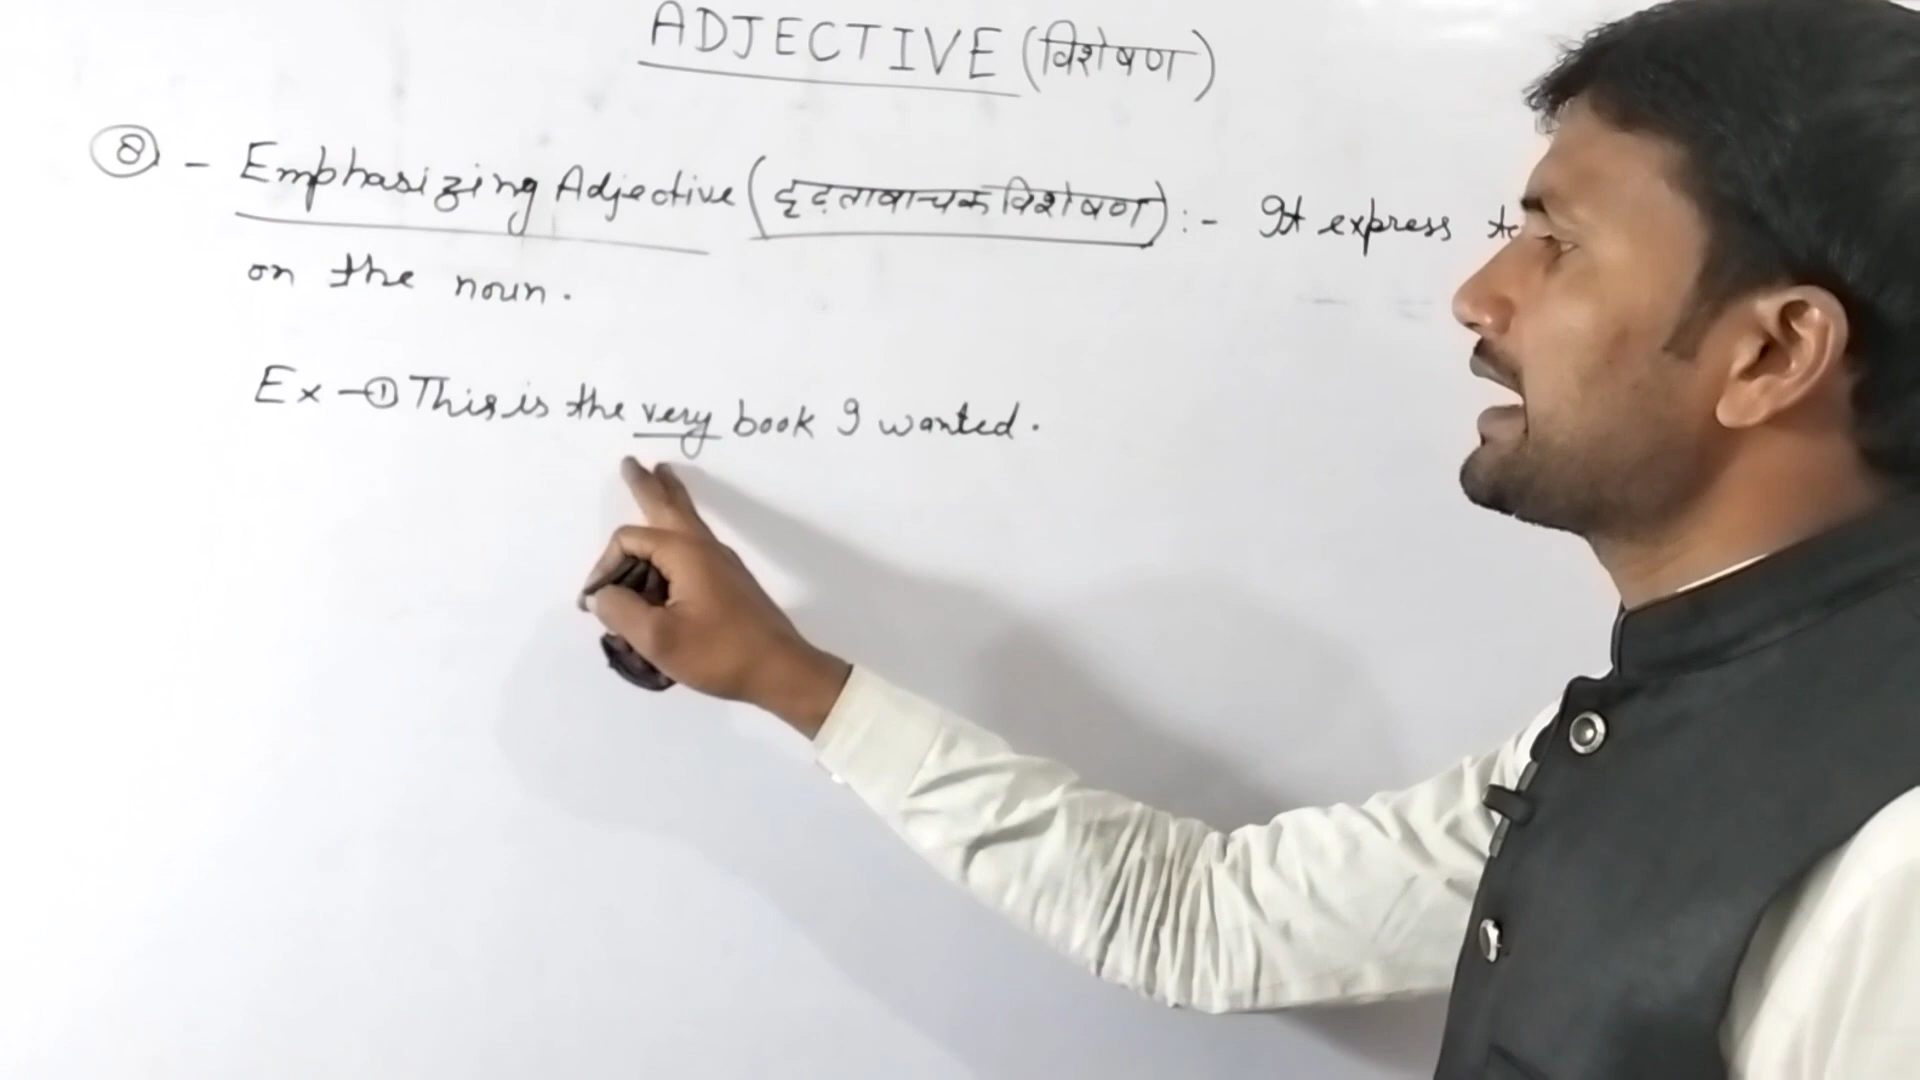 ADJECTIVE (विशेषण)
⑧ - Emphasizing Adjective (दृढ़तावाचक विशेषण) :- It express
on the noun.
Ex - ① This is the very book I wanted.